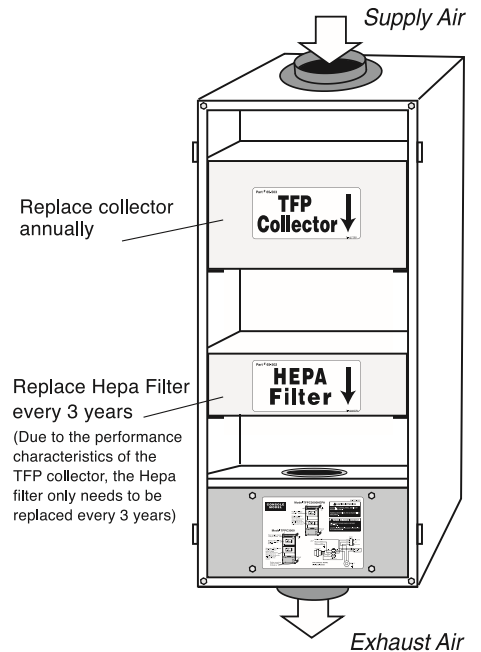 Supply Air
TFP
Collector
Replace collector
annually
HEPA
Filter
Replace Hepa Filter
every 3 years
(Due to the performance
characteristics of the
TFP collector, the Hepa
filter only needs to be
replaced every 3 years)
Exhaust Air